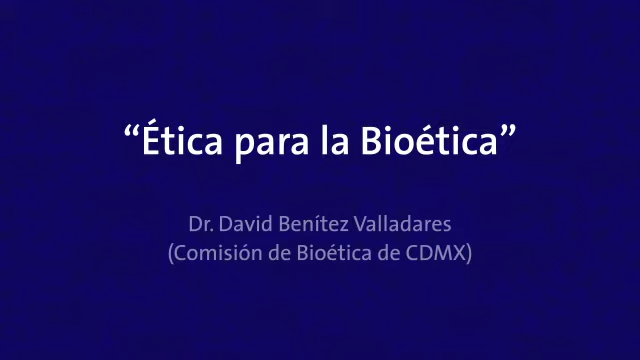 “Ética para la Bioética”
Dr. David Benítez Valladares
(Comisión de Bioética de CDMX)